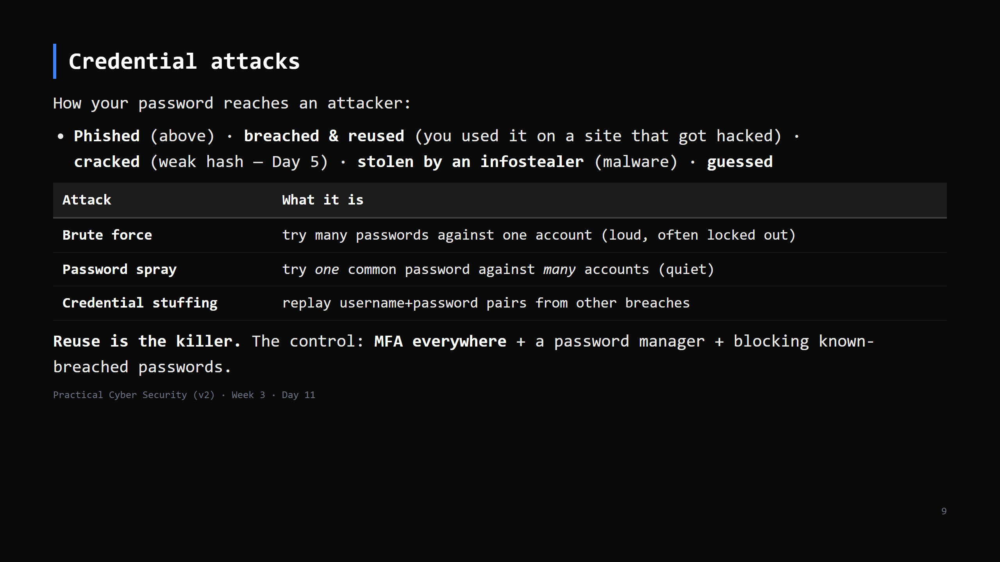 Credential attacks
How your password reaches an attacker:
• Phished (above) · breached & reused (you used it on a site that got hacked) ·
cracked (weak hash — Day 5) · stolen by an infostealer (malware) · guessed
Attack What it is
Brute force try many passwords against one account (loud, often locked out)
Password spray try one common password against many accounts (quiet)
Credential stuffing replay username+password pairs from other breaches
Reuse is the killer. The control: MFA everywhere + a password manager + blocking known-
breached passwords.
Practical Cyber Security (v2) · Week 3 · Day 11
9